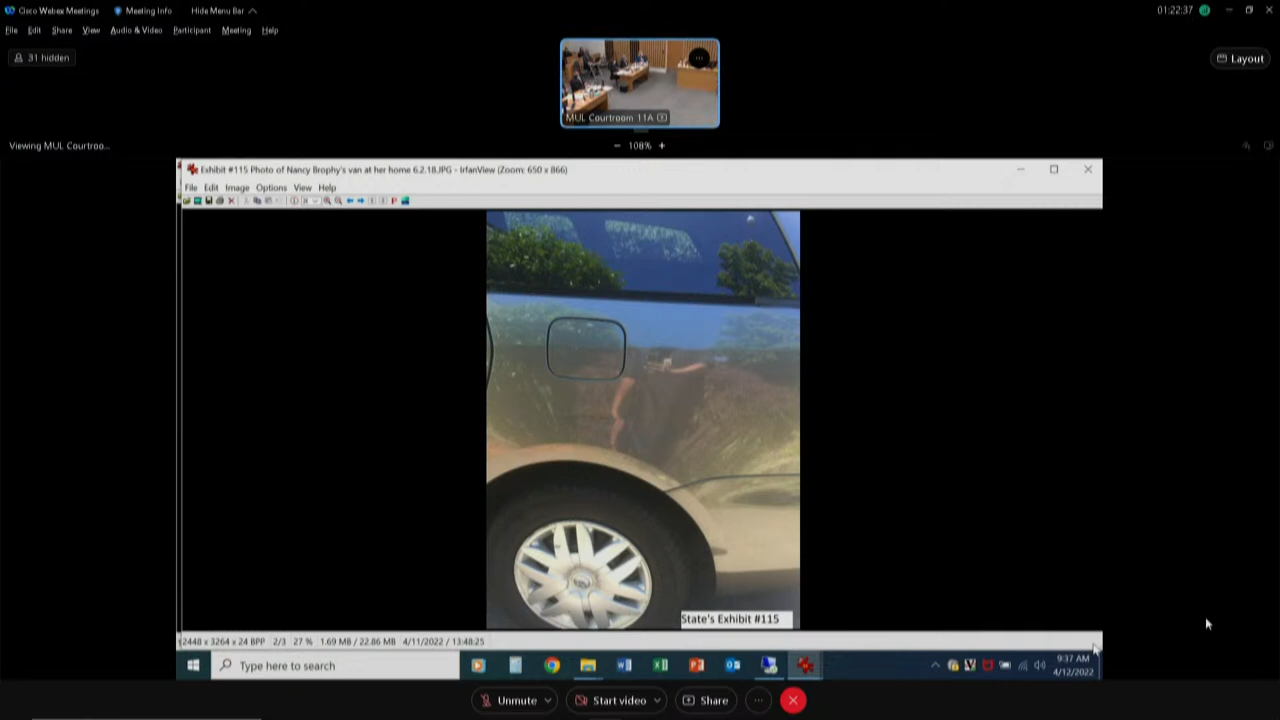 Cisco Webex Meetings Meeting Info Hide Menu Bar 01:22:37
File Edit Share View Audio & Video Participant Meeting Help
31 hidden
Layout
MUL Courtroom 11A
Viewing MUL Courtroo...
108%
Exhibit #115 Photo of Nancy Brophy's van at her home 6.2.18.JPG - IrfanView (Zoom: 650 x 866)
File Edit Image Options View Help
State's Exhibit #115
2448 x 3264 x 24 BPP 2/3 27 % 1.69 MB / 22.86 MB 4/11/2022 / 13:48:25
Type here to search
9:37 AM
4/12/2022
Unmute Start video Share